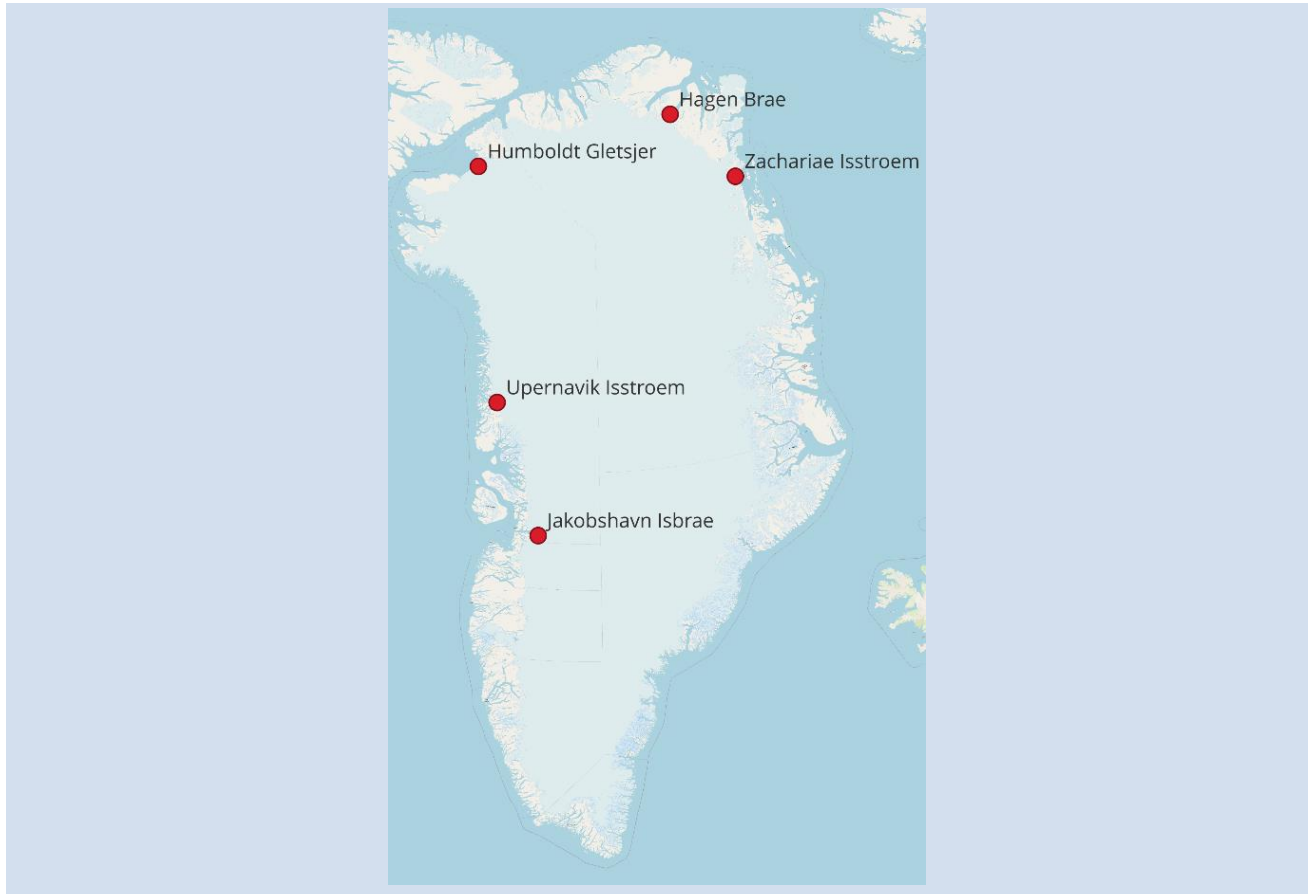 Hagen Brae
Humboldt Gletsjer
Zachariae Isstroem
Upernavik Isstroem
Jakobshavn Isbrae